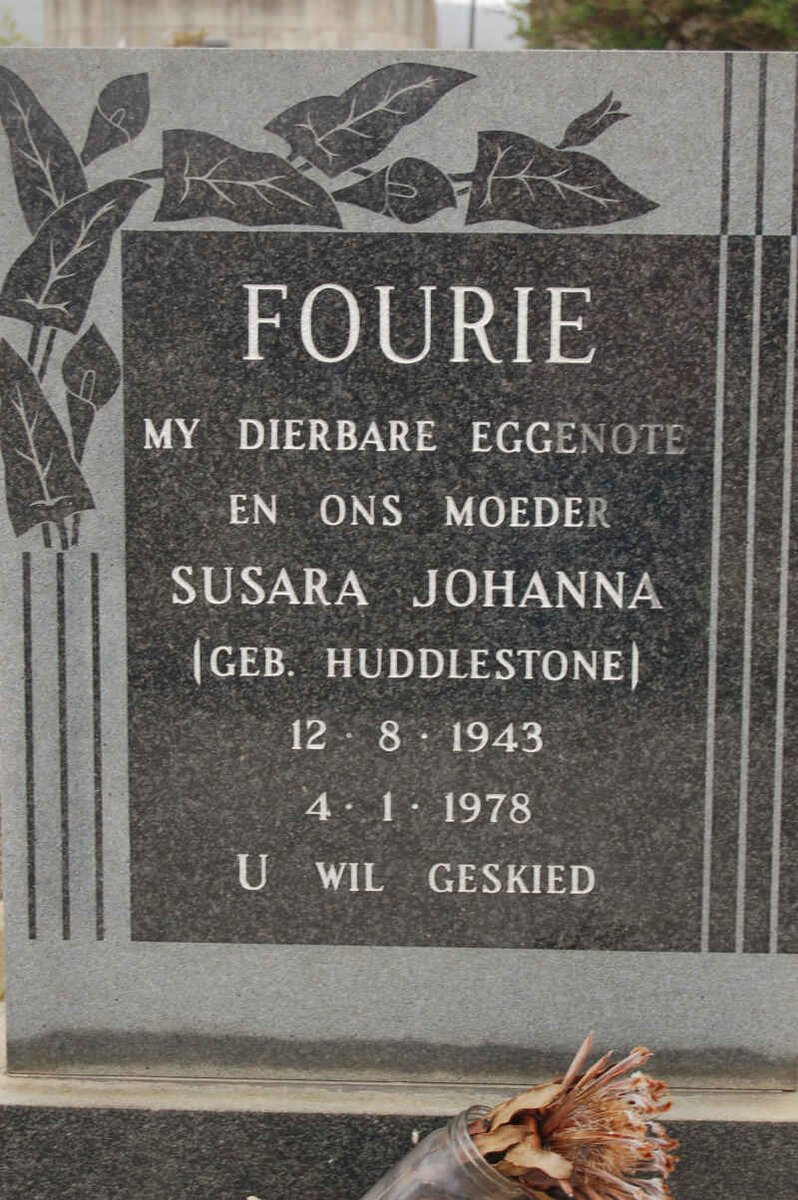 FOURIE
MY DIERBARE EGGENOTE
EN ONS MOEDER
SUSARA JOHANNA
(GEB. HUDDLESTONE)
12 · 8 · 1943
4 · 1 · 1978
U WIL GESKIED